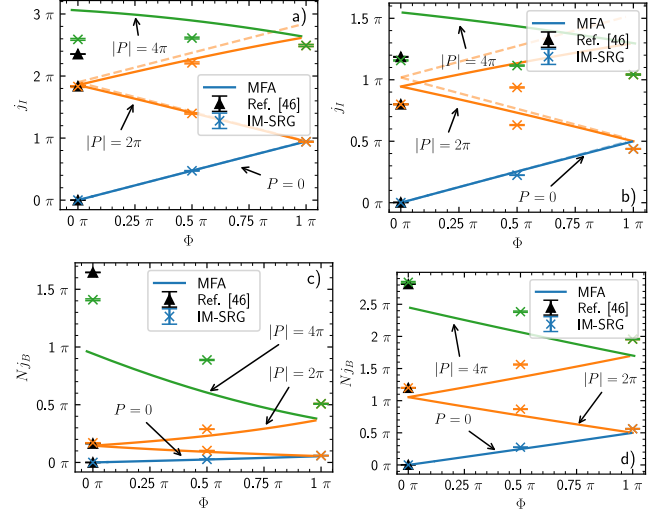 3 π
2 π
1 π
0 π
j_I
a)
|P| = 4π
|P| = 2π
P = 0
MFA
Ref. [46]
IM-SRG
0 π
0.25 π
0.5 π
0.75 π
1 π
Φ
1.5 π
1 π
0.5 π
0 π
j_I
b)
|P| = 4π
|P| = 2π
P = 0
MFA
Ref. [46]
IM-SRG
0 π
0.25 π
0.5 π
0.75 π
1 π
Φ
1.5 π
1 π
0.5 π
0 π
Nj_B
c)
MFA
Ref. [46]
IM-SRG
|P| = 4π
|P| = 2π
P = 0
0 π
0.25 π
0.5 π
0.75 π
1 π
Φ
2.5 π
2 π
1.5 π
1 π
0.5 π
0 π
Nj_B
d)
MFA
Ref. [46]
IM-SRG
|P| = 4π
|P| = 2π
P = 0
0 π
0.25 π
0.5 π
0.75 π
1 π
Φ